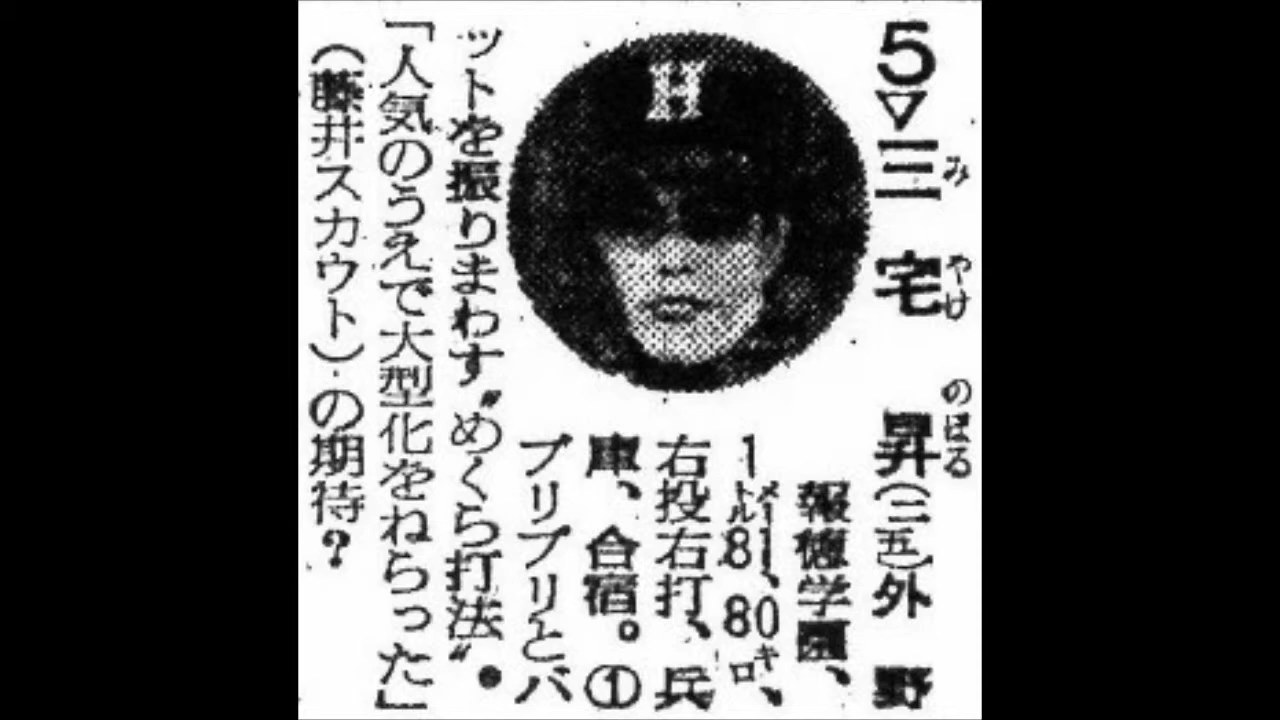 5▽三宅 昇(二五)外野
みやけ のぼる
報徳学園、
1メートル81、80キロ、
右投右打、兵
庫、合宿。①
ブリブリとバ
H
ットを振りまわす〝めくら打法〟●
「人気のうえで大型化をねらった」
(藤井スカウト)の期待?